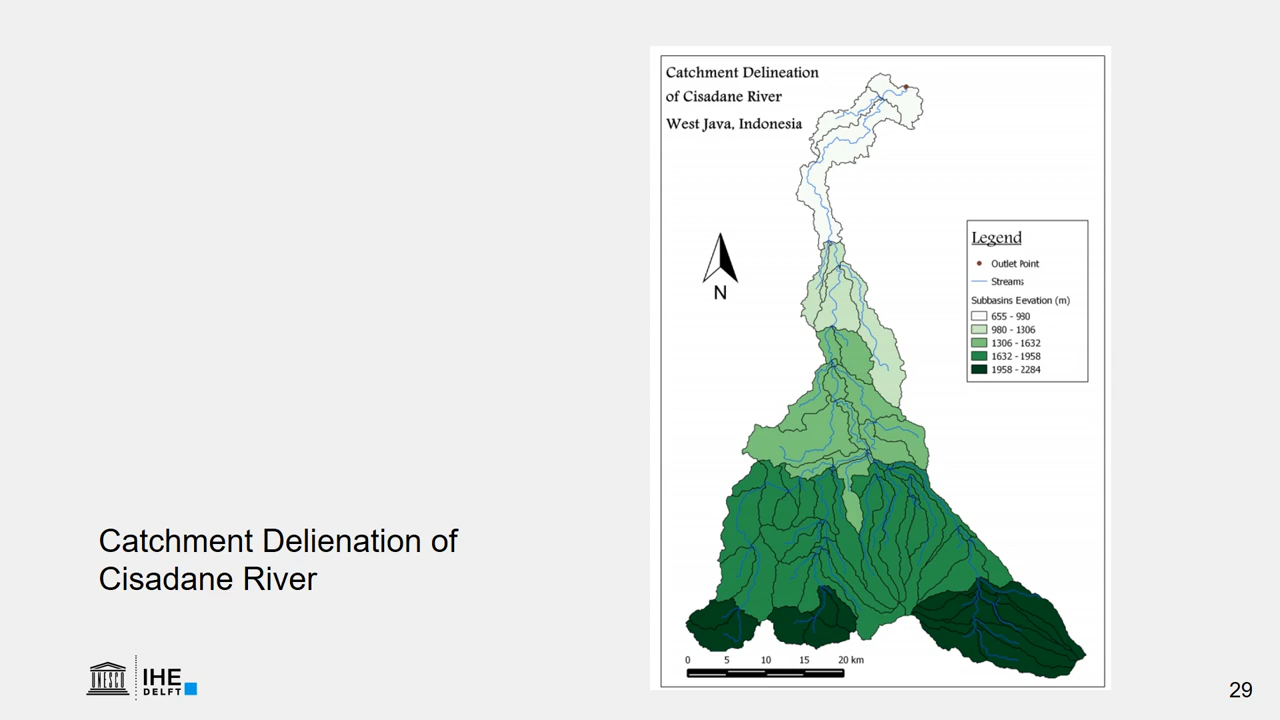 Catchment Delineation
of Cisadane River
West Java, Indonesia
N
Legend
Outlet Point
Streams
Subbasins Eevation (m)
655 - 980
980 - 1306
1306 - 1632
1632 - 1958
1958 - 2284
0 5 10 15 20 km
Catchment Delienation of
Cisadane River
UNESCO
IHE
DELFT
29